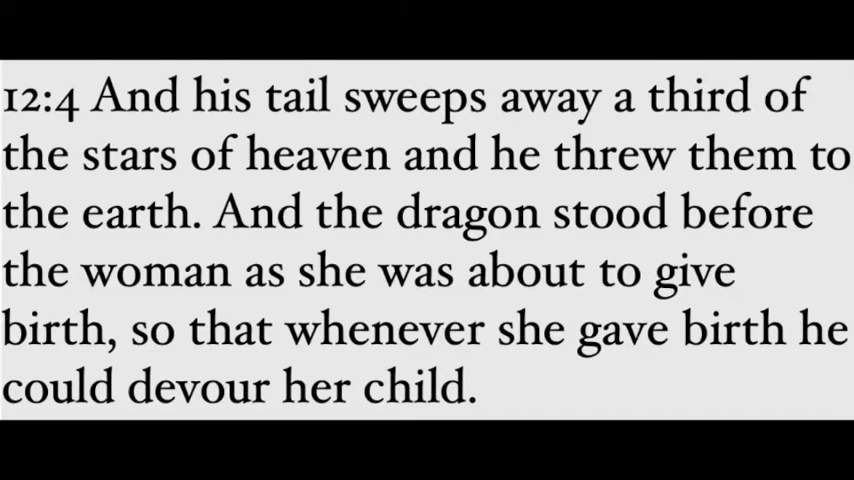 12:4 And his tail sweeps away a third of
the stars of heaven and he threw them to
the earth. And the dragon stood before
the woman as she was about to give
birth, so that whenever she gave birth he
could devour her child.